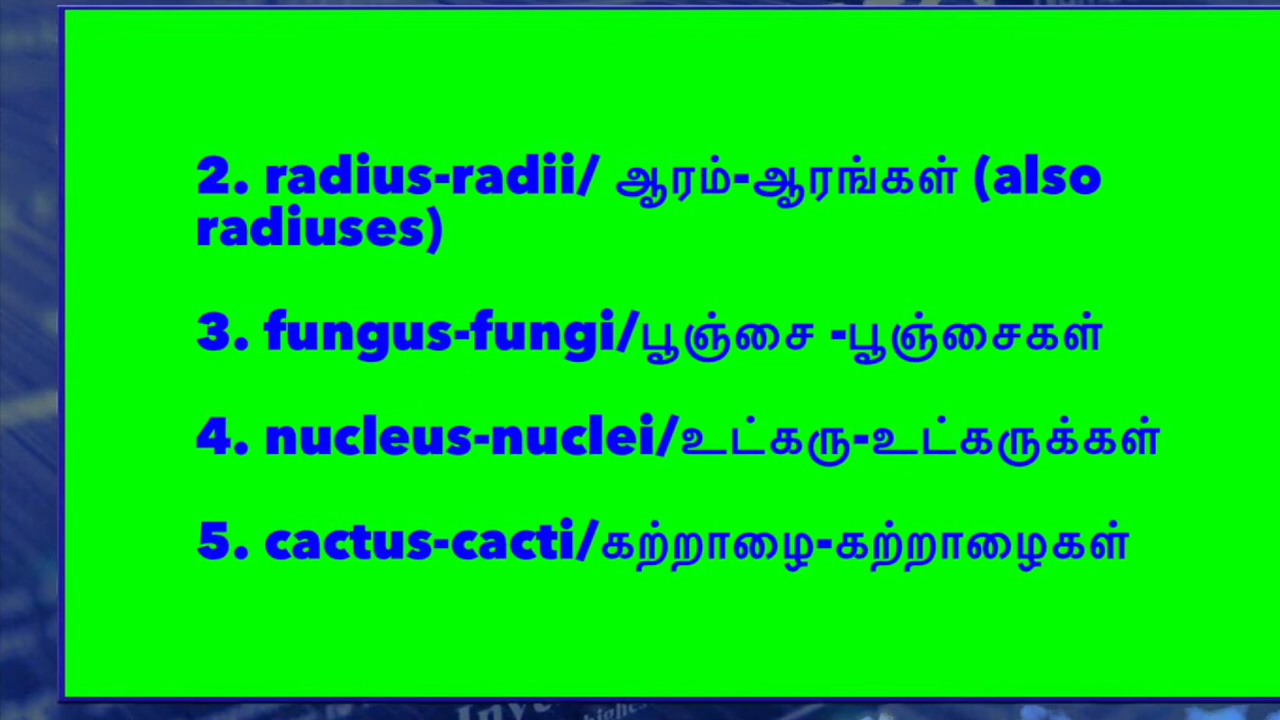 2. radius-radii/ ஆரம்-ஆரங்கள் (also
radiuses)
3. fungus-fungi/பூஞ்சை -பூஞ்சைகள்
4. nucleus-nuclei/உட்கரு-உட்கருக்கள்
5. cactus-cacti/கற்றாழை-கற்றாழைகள்